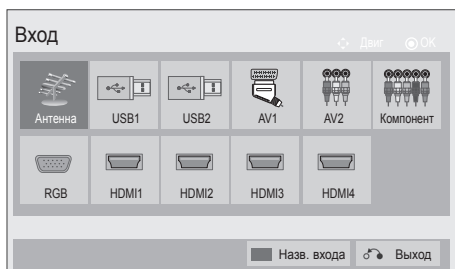 Вход
Двиг OK
Антенна USB1 USB2 AV1 AV2 Компонент
RGB HDMI1 HDMI2 HDMI3 HDMI4
Назв. входа Выход